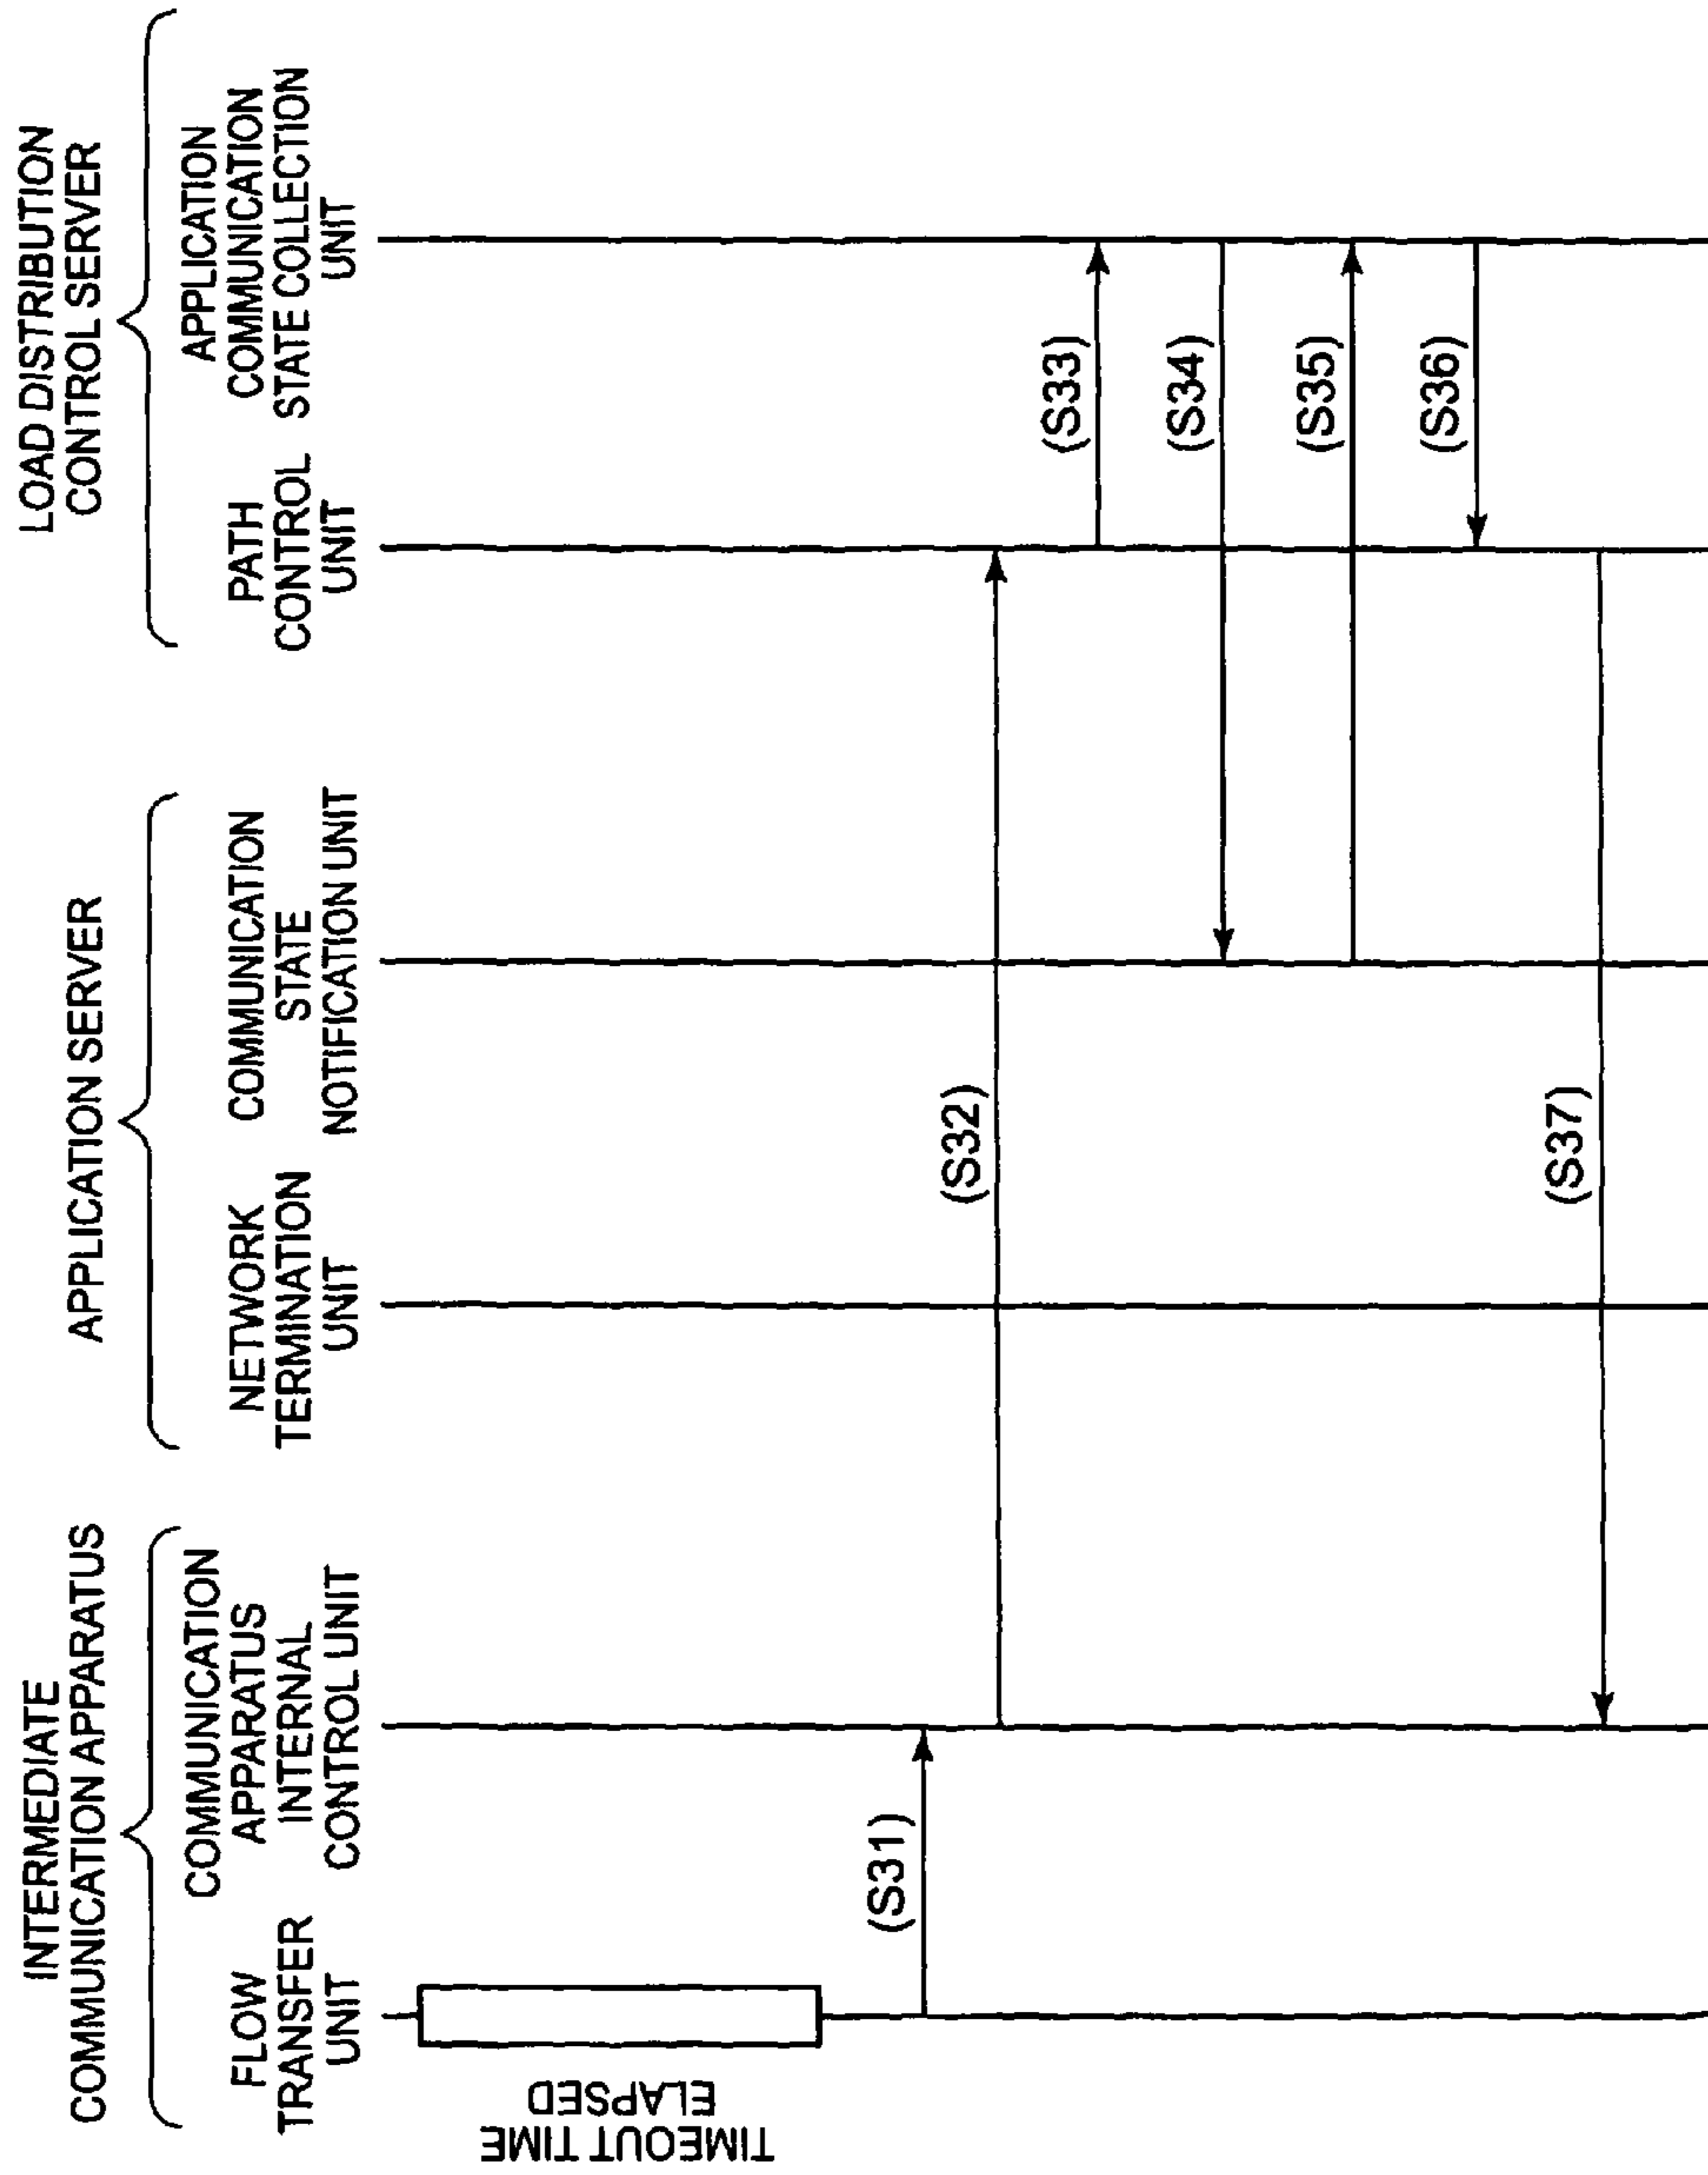 INTERMEDIATE
COMMUNICATION APPARATUS
APPLICATION SERVER
LOAD DISTRIBUTION
CONTROL SERVER
FLOW
TRANSFER
UNIT
COMMUNICATION
APPARATUS
INTERNAL
CONTROL UNIT
NETWORK
TERMINATION
UNIT
COMMUNICATION
STATE
NOTIFICATION UNIT
PATH
CONTROL
UNIT
APPLICATION
COMMUNICATION
STATE COLLECTION
UNIT
TIMEOUT TIME
ELAPSED
(S31)
(S32)
(S33)
(S34)
(S35)
(S36)
(S37)